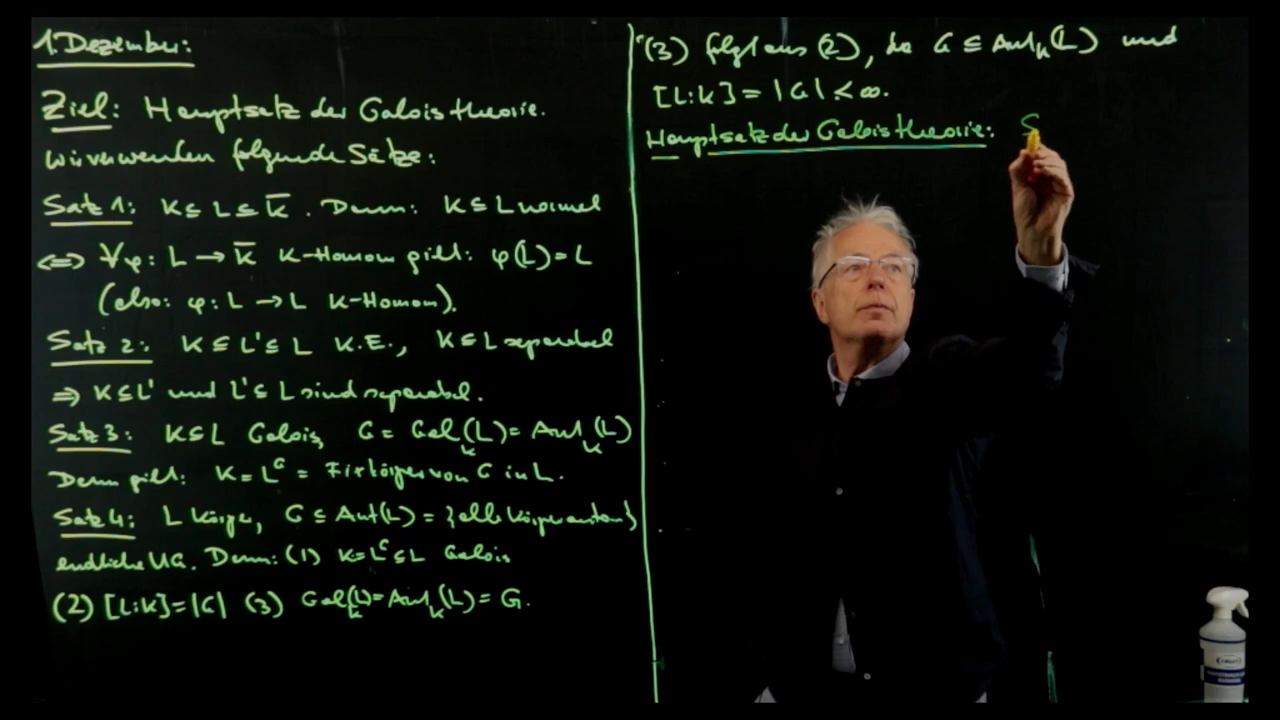 1. Dezember:
Ziel: Hauptsatz der Galoistheorie.
Wir verwenden folgende Sätze:
Satz 1: K ⊆ L ⊆ K̅. Dann: K ⊆ L normal
⇔ ∀φ: L → K̅ K-Homom gilt: φ(L) = L
(also: φ: L → L K-Homom).
Satz 2: K ⊆ L' ⊆ L K.E., K ⊆ L separabel
⇒ K ⊆ L' und L' ⊆ L sind separabel.
Satz 3: K ⊆ L Galois, G = Gal_K(L) = Aut_K(L)
Dann gilt: K = L^G = Fixkörper von G in L.
Satz 4: L Körper, G ⊆ Aut(L) = {alle Körperautom}
endliche UG. Dann: (1) K = L^G ⊆ L Galois
(2) [L:K] = |G| (3) Gal_K(L) = Aut_K(L) = G.
(3) folgt aus (2), da G ⊆ Aut_K(L) und
[L:K] = |G| < ∞.
Hauptsatz der Galoistheorie: S